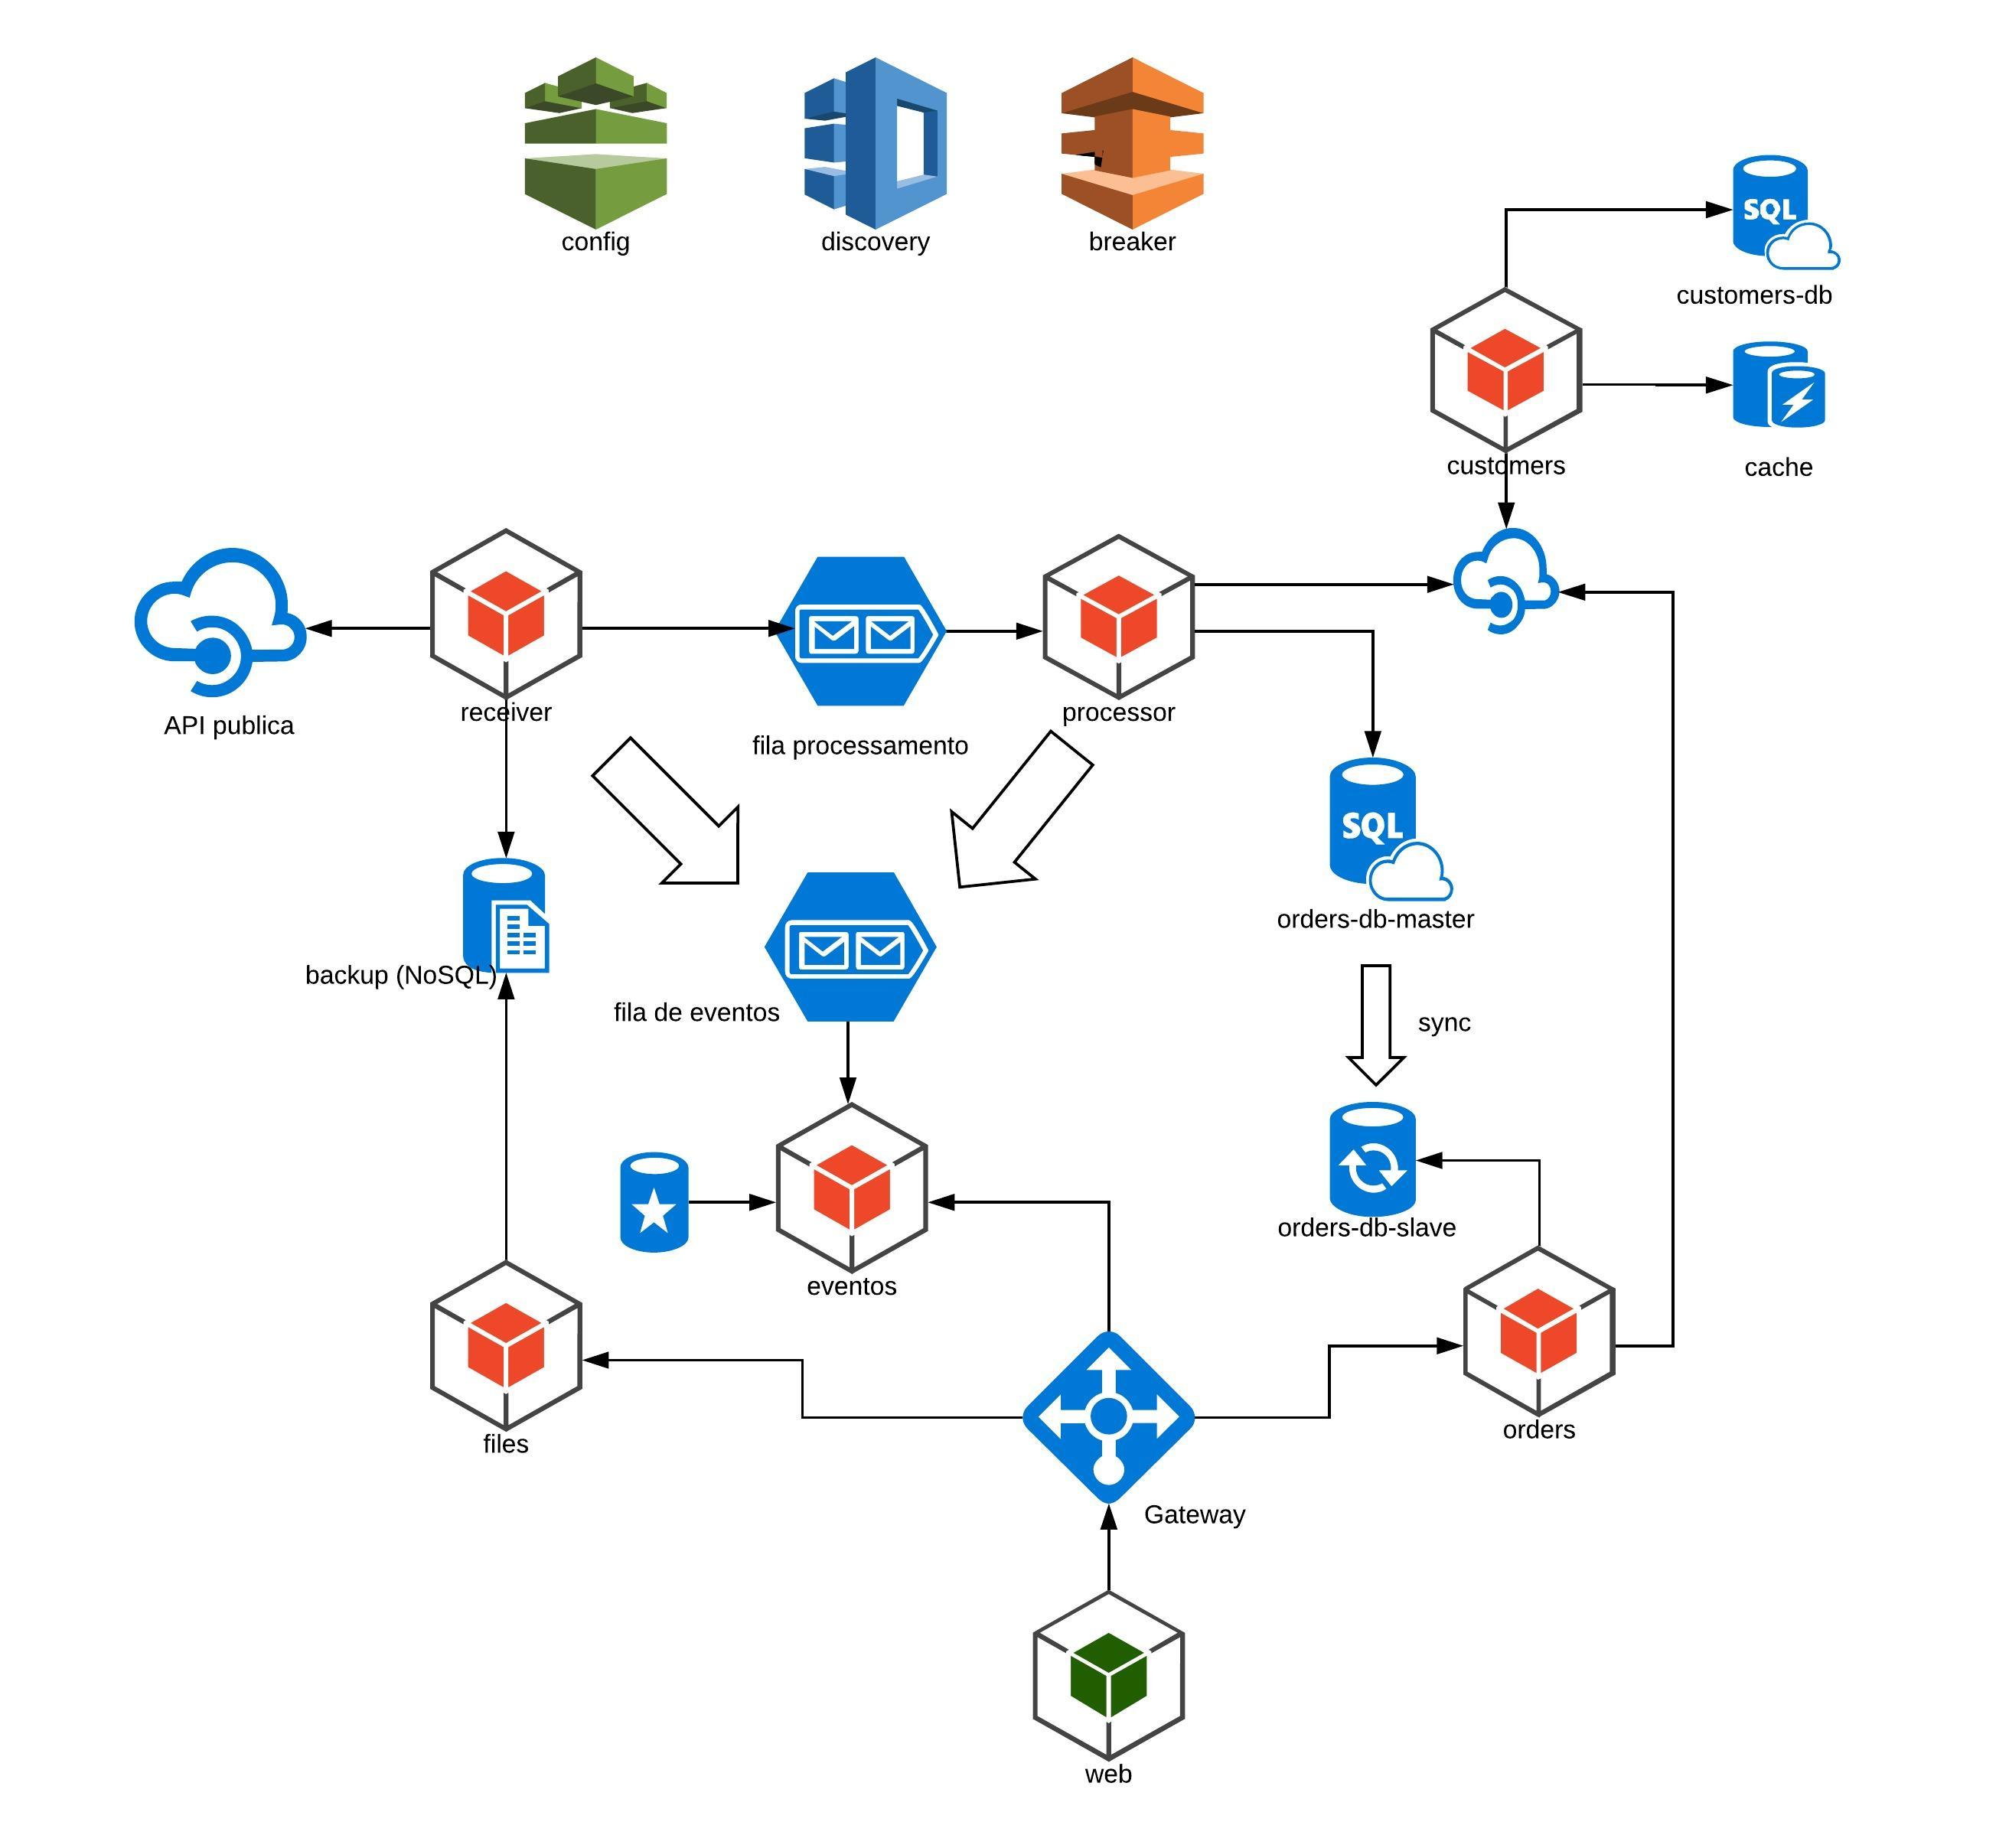 config
discovery
breaker
SQL
customers-db
customers
cache
API publica
receiver
fila processamento
processor
SQL
orders-db-master
backup (NoSQL)
fila de eventos
sync
orders-db-slave
eventos
files
orders
Gateway
web